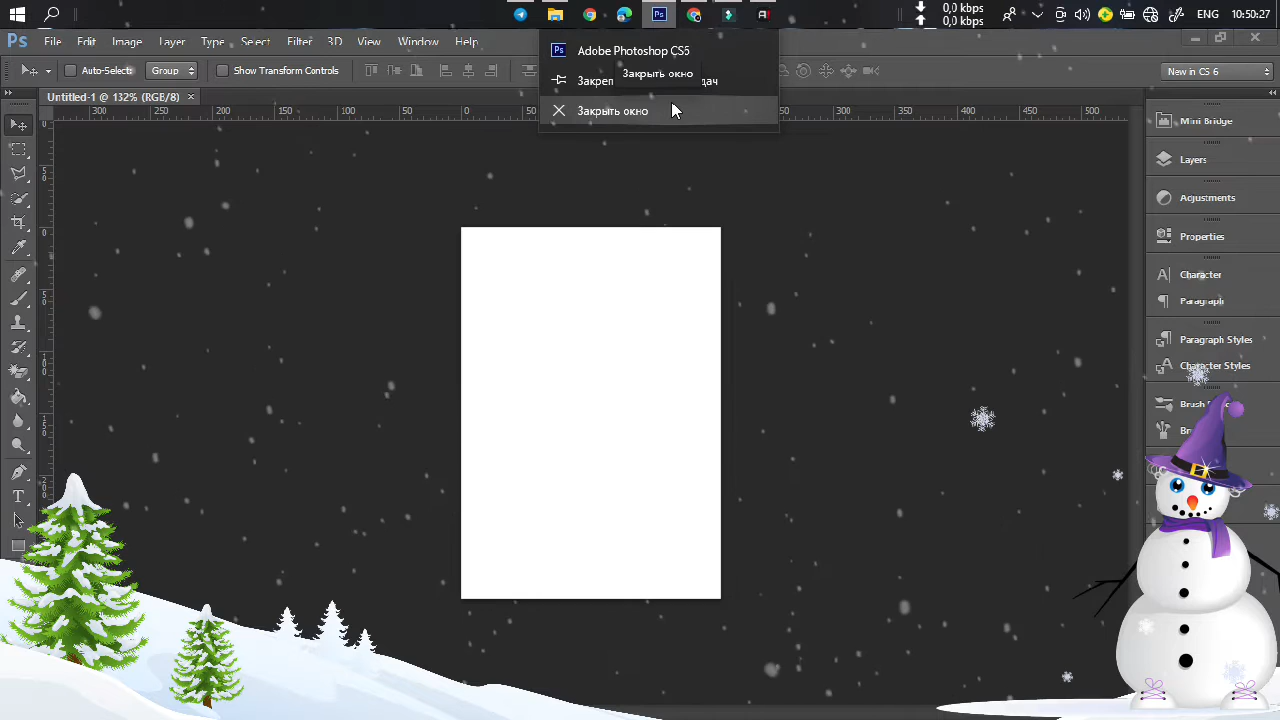 0,0 kbps
0,0 kbps
ENG
10:50:27
Ps
File
Edit
Image
Layer
Type
Select
Filter
3D
View
Window
Help
Adobe Photoshop CS6
Закрыть окно
Закрыть окно
Auto-Select:
Group
Show Transform Controls
New in CS 6
Untitled-1 @ 132% (RGB/8)
300
250
200
150
100
50
0
50
350
400
450
500
Mini Bridge
Layers
Adjustments
Properties
Character
Paragraph
Paragraph Styles
Character Styles